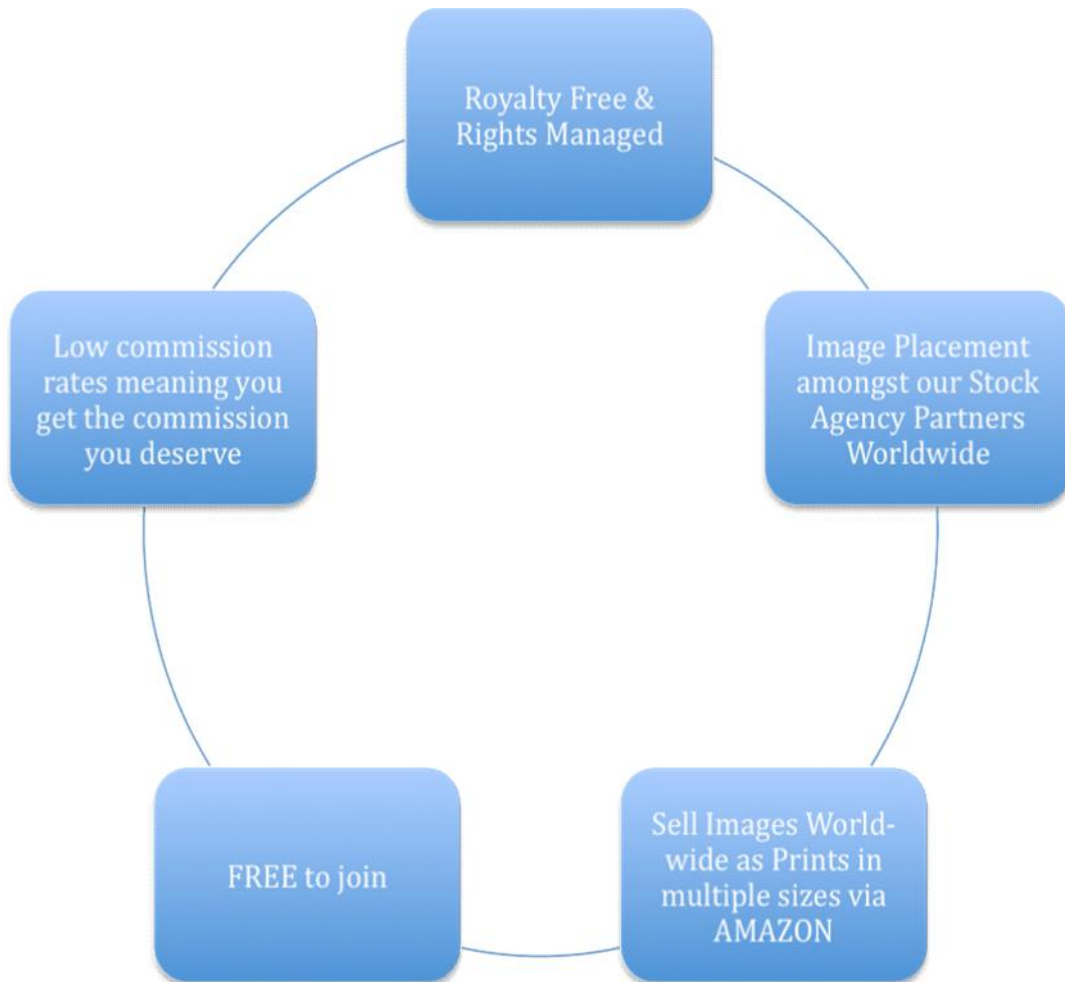 Royalty Free &
Rights Managed
Image Placement
amongst our Stock
Agency Partners
Worldwide
Sell Images World-
wide as Prints in
multiple sizes via
AMAZON
FREE to join
Low commission
rates meaning you
get the commission
you deserve